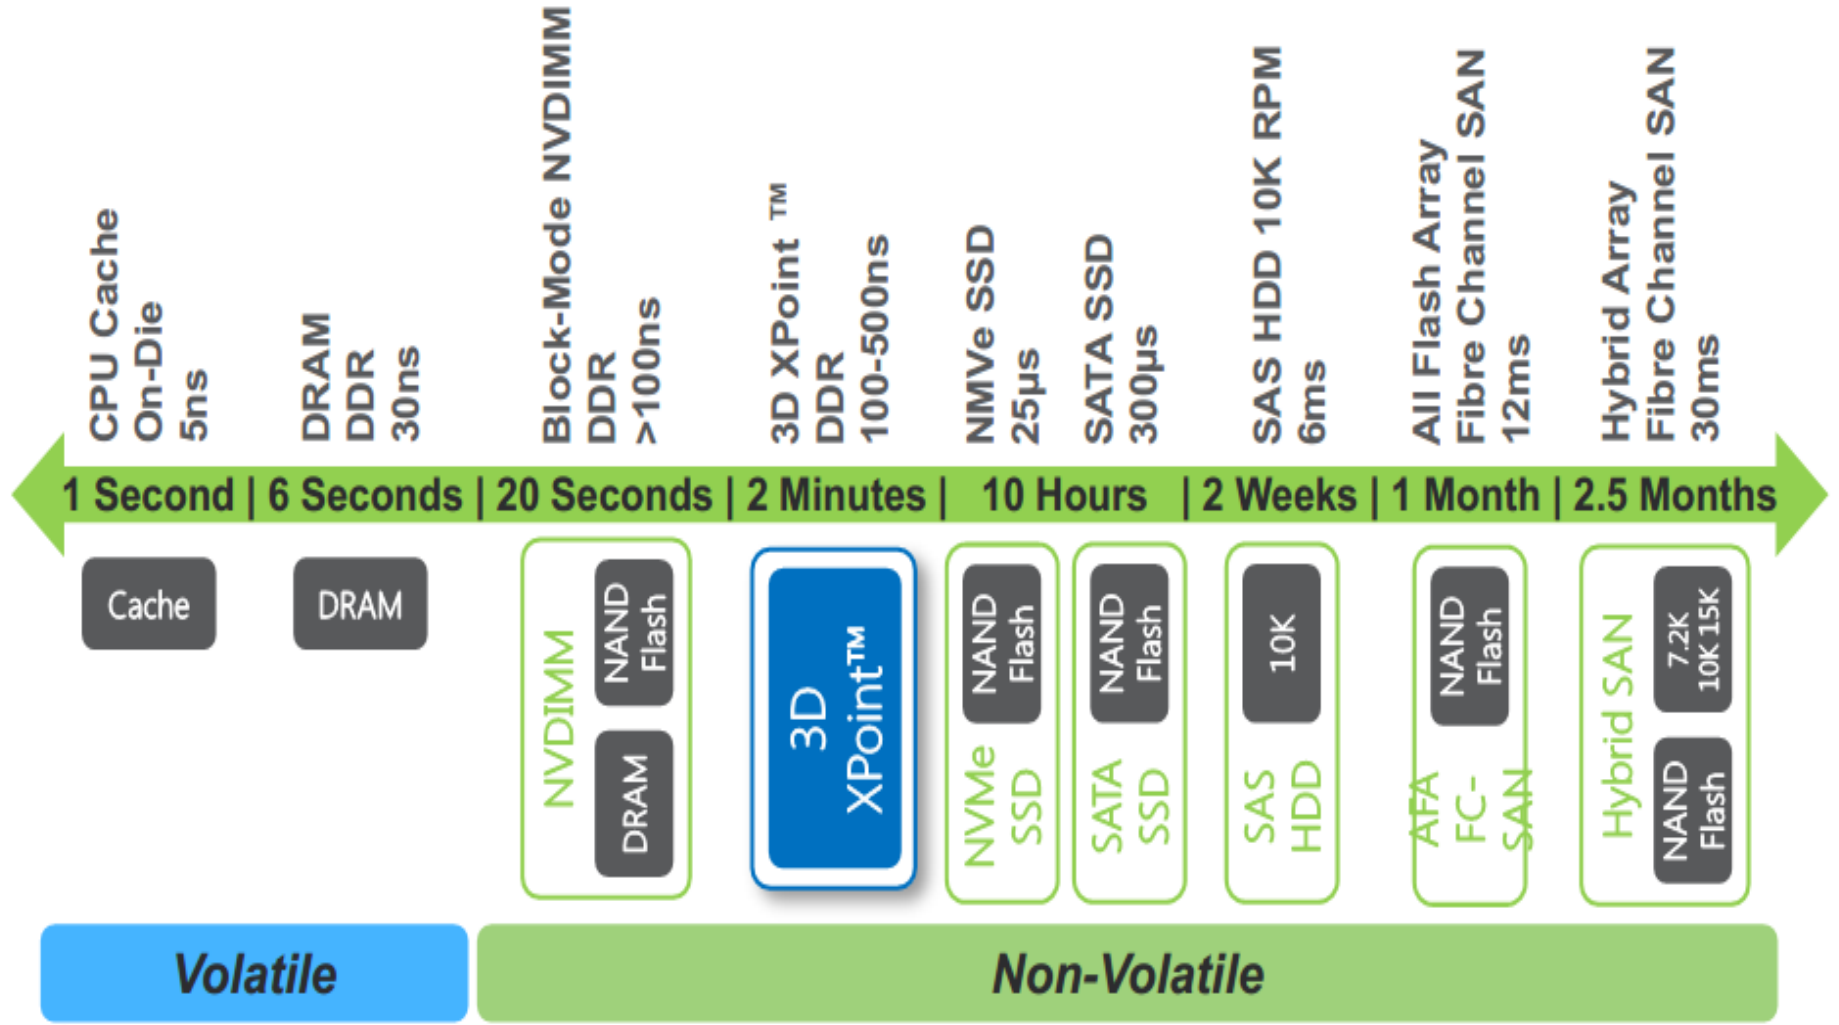 CPU Cache
On-Die
5ns
DRAM
DDR
30ns
Block-Mode NVDIMM
DDR
>100ns
3D XPoint ™
DDR
100-500ns
NMVe SSD
25µs
SATA SSD
300µs
SAS HDD 10K RPM
6ms
All Flash Array
Fibre Channel SAN
12ms
Hybrid Array
Fibre Channel SAN
30ms
1 Second | 6 Seconds | 20 Seconds | 2 Minutes | 10 Hours | 2 Weeks | 1 Month | 2.5 Months
Cache
DRAM
NVDIMM
DRAM
NAND
Flash
3D
XPoint™
NVMe
SSD
NAND
Flash
SATA
SSD
NAND
Flash
SAS
HDD
10K
AFA
FC-
SAN
NAND
Flash
Hybrid SAN
NAND
Flash
7.2K
10K 15K
Volatile
Non-Volatile